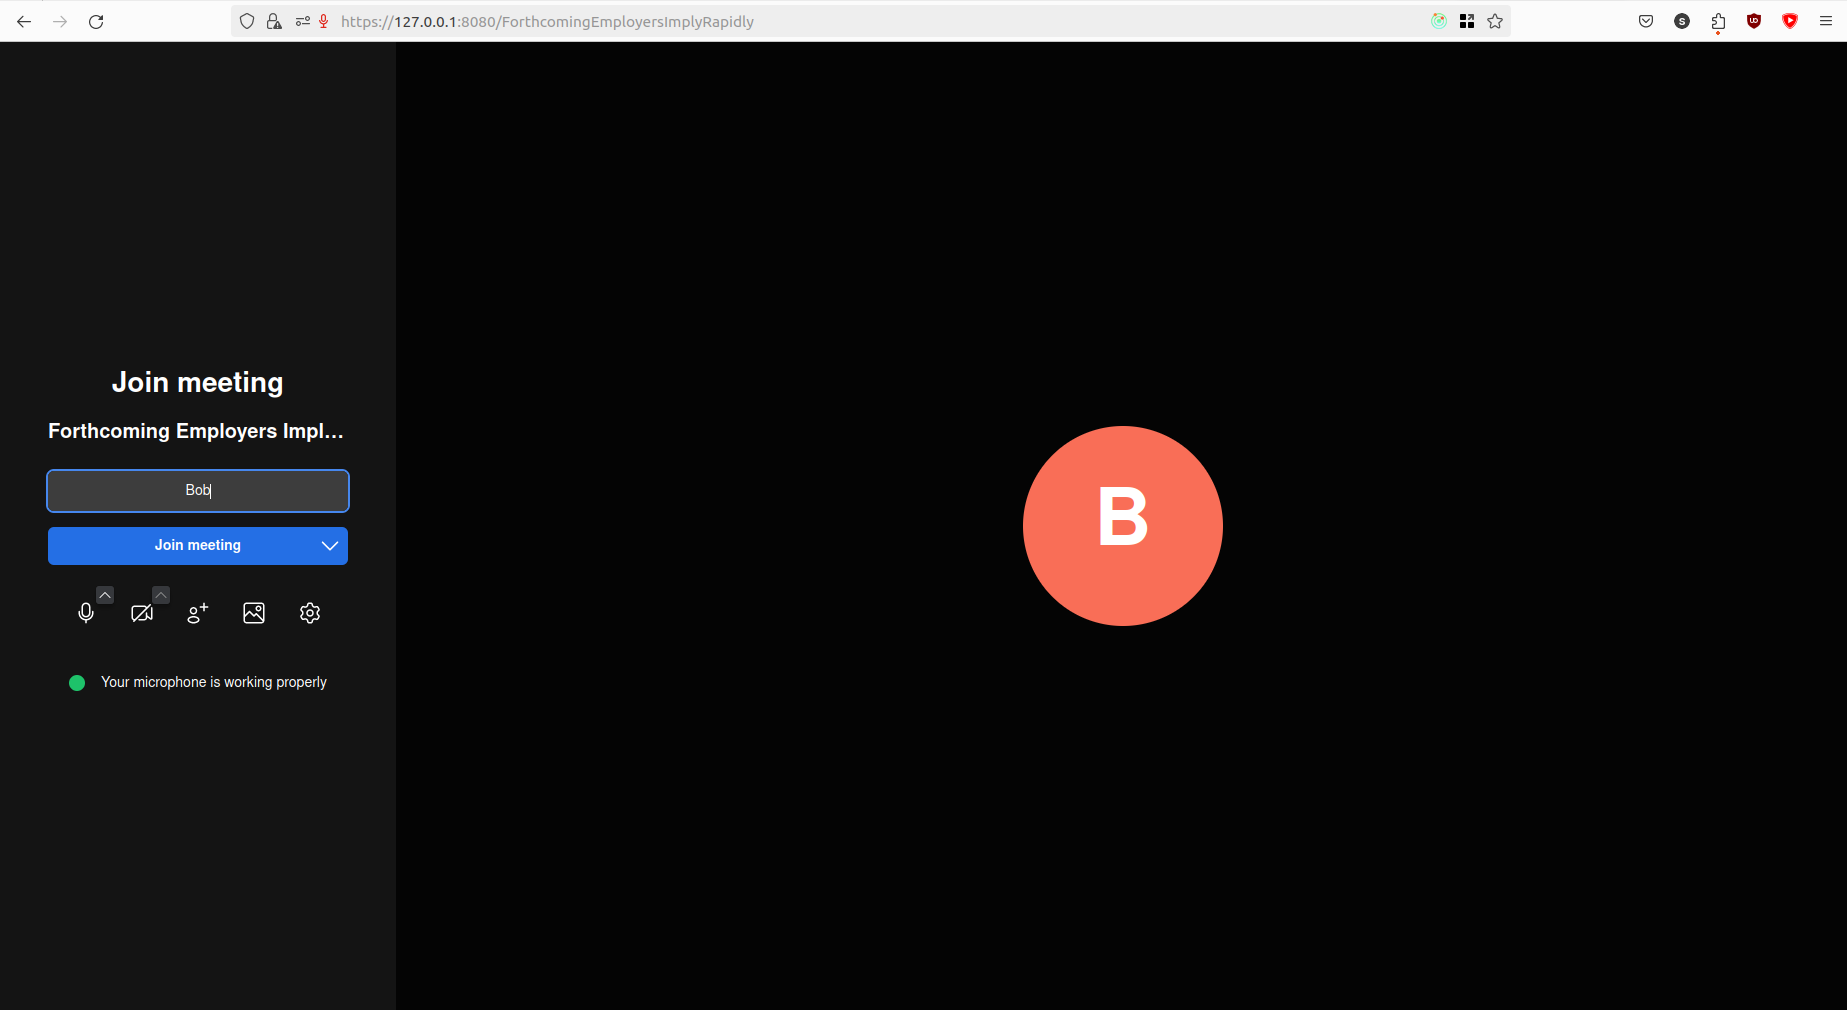 https://127.0.0.1:8080/ForthcomingEmployersImplyRapidly
S
Join meeting
Forthcoming Employers Impl...
Bob
Join meeting
Your microphone is working properly
B